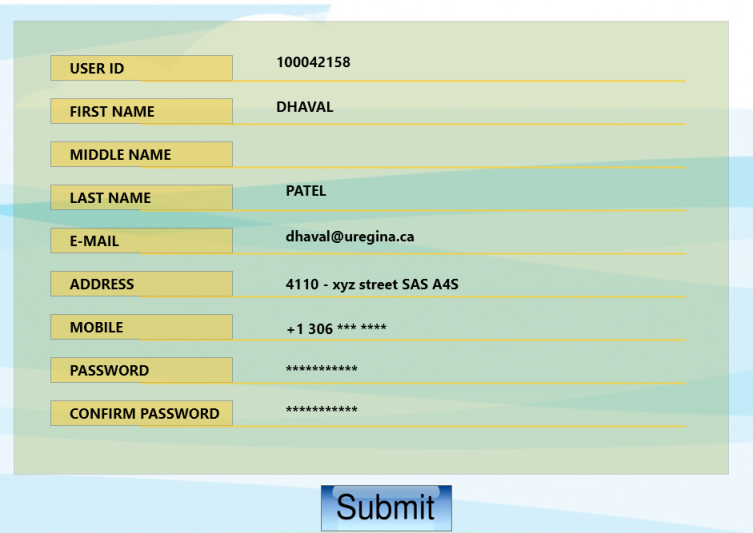 USER ID 100042158
FIRST NAME DHAVAL
MIDDLE NAME
LAST NAME PATEL
E-MAIL dhaval@uregina.ca
ADDRESS 4110 - xyz street SAS A4S
MOBILE +1 306 *** ****
PASSWORD ***********
CONFIRM PASSWORD ***********
Submit